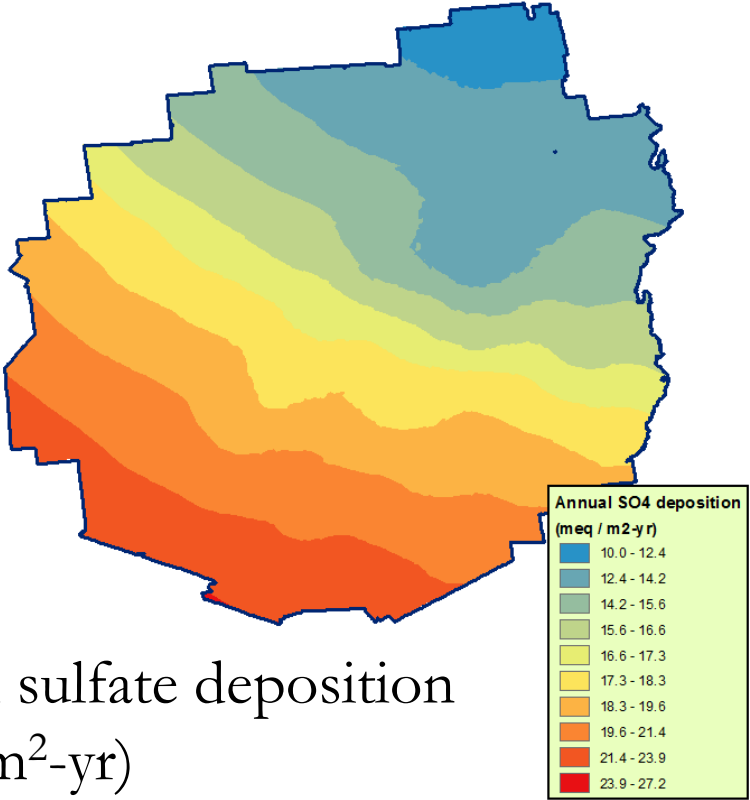 Annual SO4 deposition
(meq / m2-yr)
10.0 - 12.4
12.4 - 14.2
14.2 - 15.6
15.6 - 16.6
16.6 - 17.3
17.3 - 18.3
18.3 - 19.6
19.6 - 21.4
21.4 - 23.9
23.9 - 27.2
sulfate deposition
m²-yr)